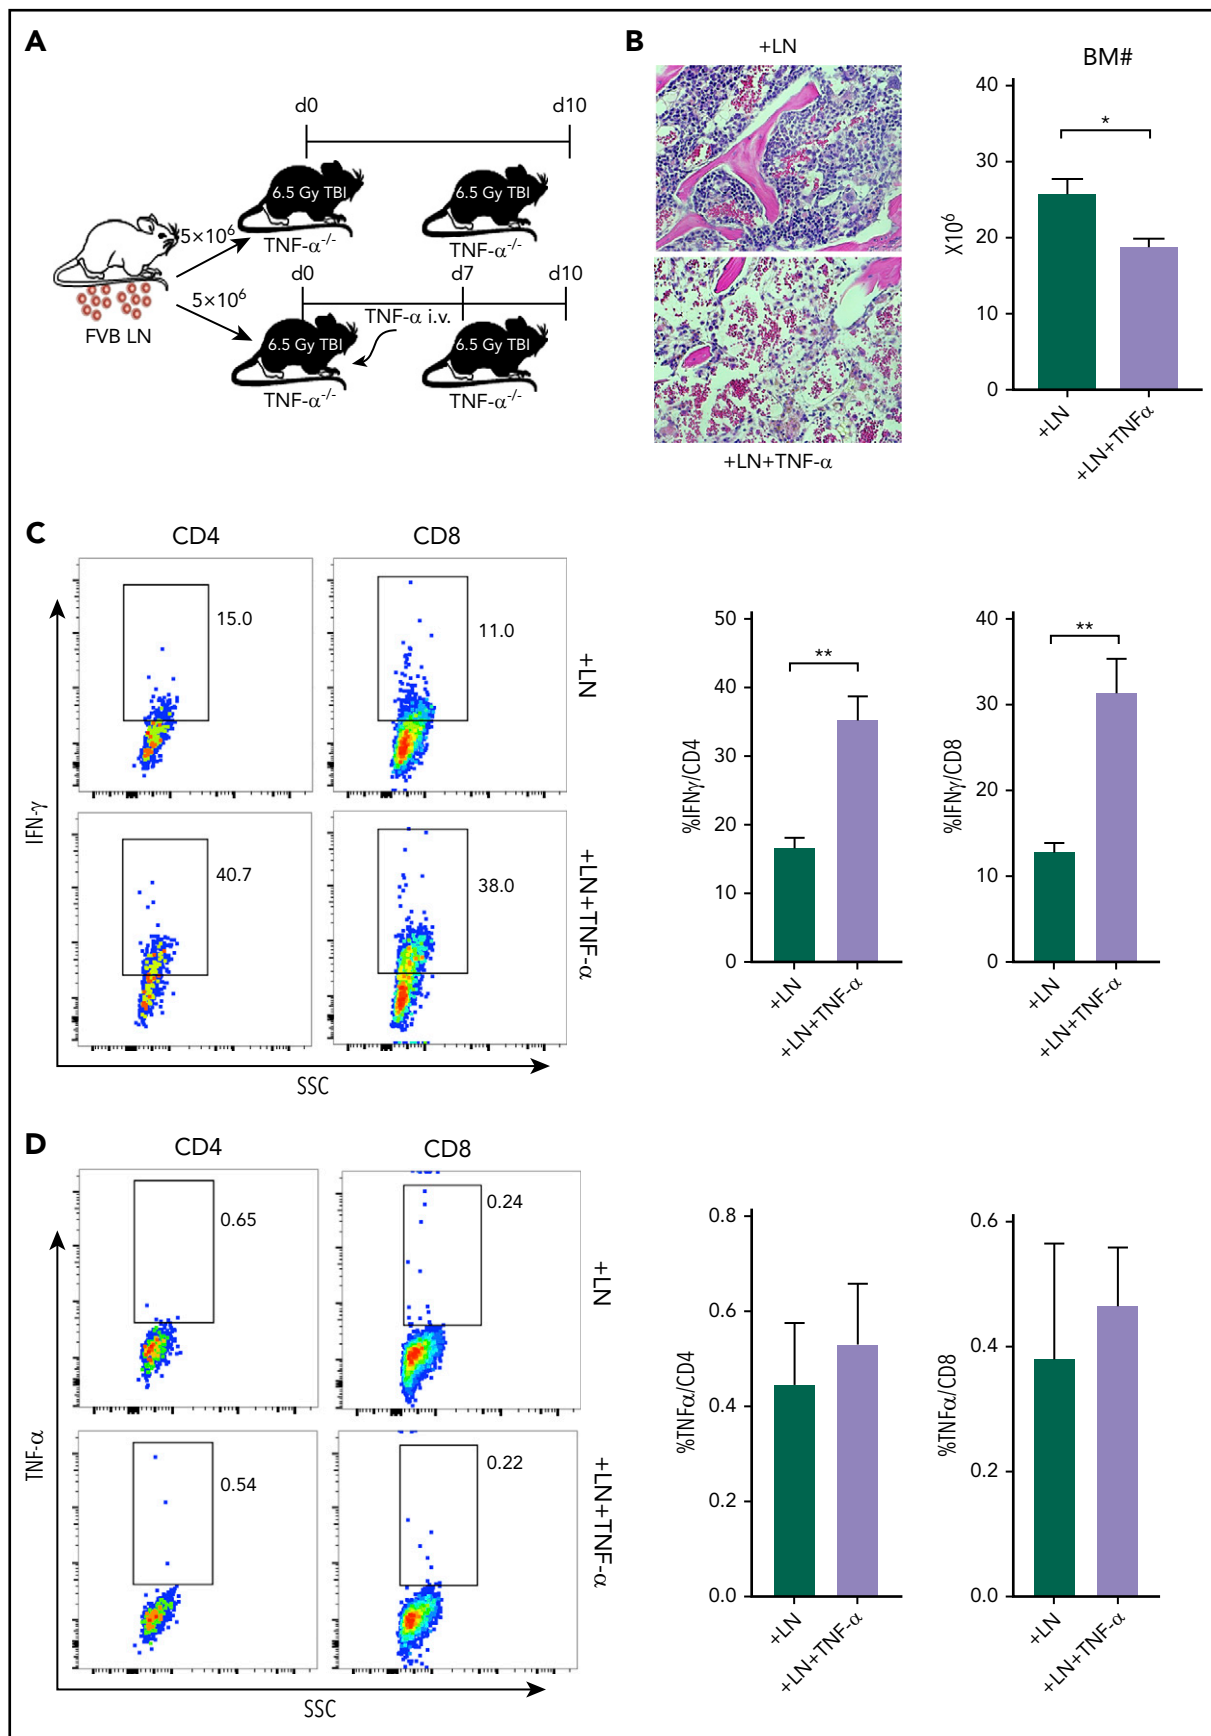 A
d0
d10
6.5 Gy TBI
5×10⁶
TNF-α⁻/⁻
TNF-α⁻/⁻
6.5 Gy TBI
FVB LN
5×10⁶
d0
d7
d10
TNF-α i.v.
6.5 Gy TBI
6.5 Gy TBI
TNF-α⁻/⁻
TNF-α⁻/⁻
B
+LN
+LN+TNF-α
BM#
X10⁶
40
30
20
10
0
*
+LN
+LN+TNFα
C
CD4
CD8
15.0
11.0
+LN
40.7
38.0
+LN+TNF-α
IFN-γ
SSC
%IFNγ/CD4
50
40
30
20
10
0
**
+LN
+LN+TNF-α
%IFNγ/CD8
40
30
20
10
0
**
+LN
+LN+TNF-α
D
CD4
CD8
0.65
0.24
+LN
0.54
0.22
+LN+TNF-α
TNF-α
SSC
%TNFα/CD4
0.8
0.6
0.4
0.2
0.0
+LN
+LN+TNF-α
%TNFα/CD8
0.6
0.4
0.2
0.0
+LN
+LN+TNF-α